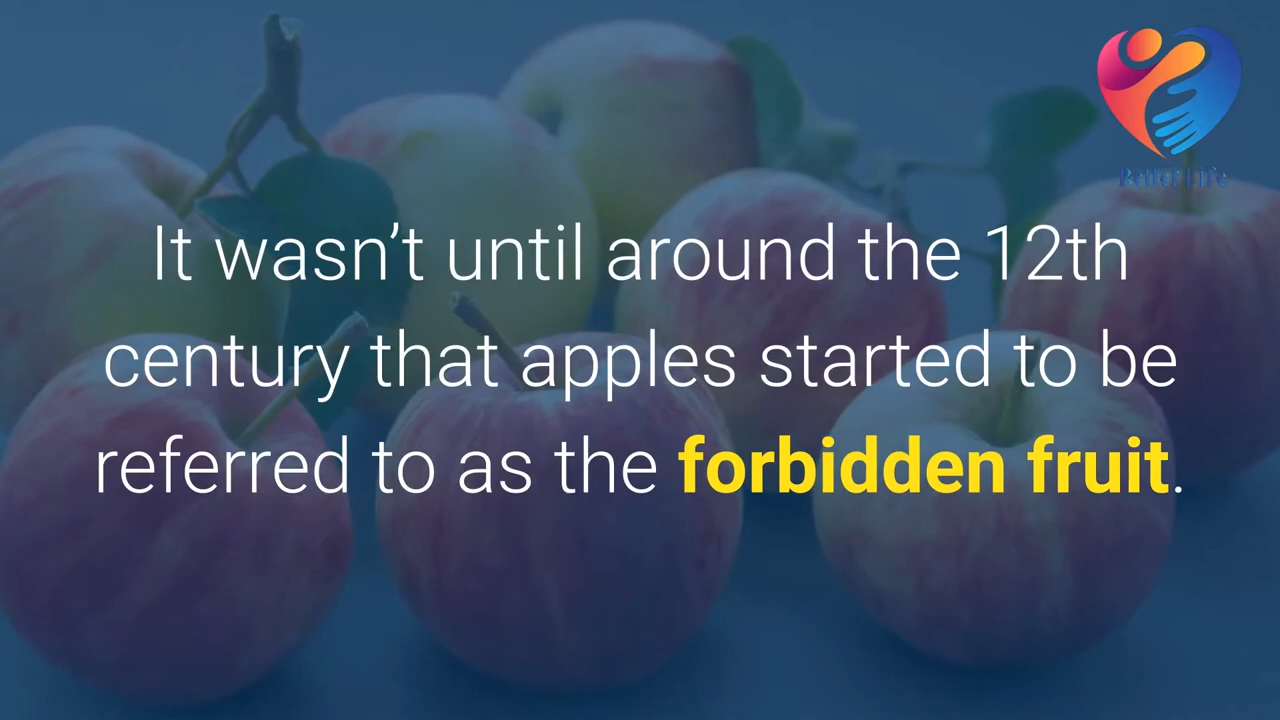 Better Life
It wasn’t until around the 12th
century that apples started to be
referred to as the forbidden fruit.